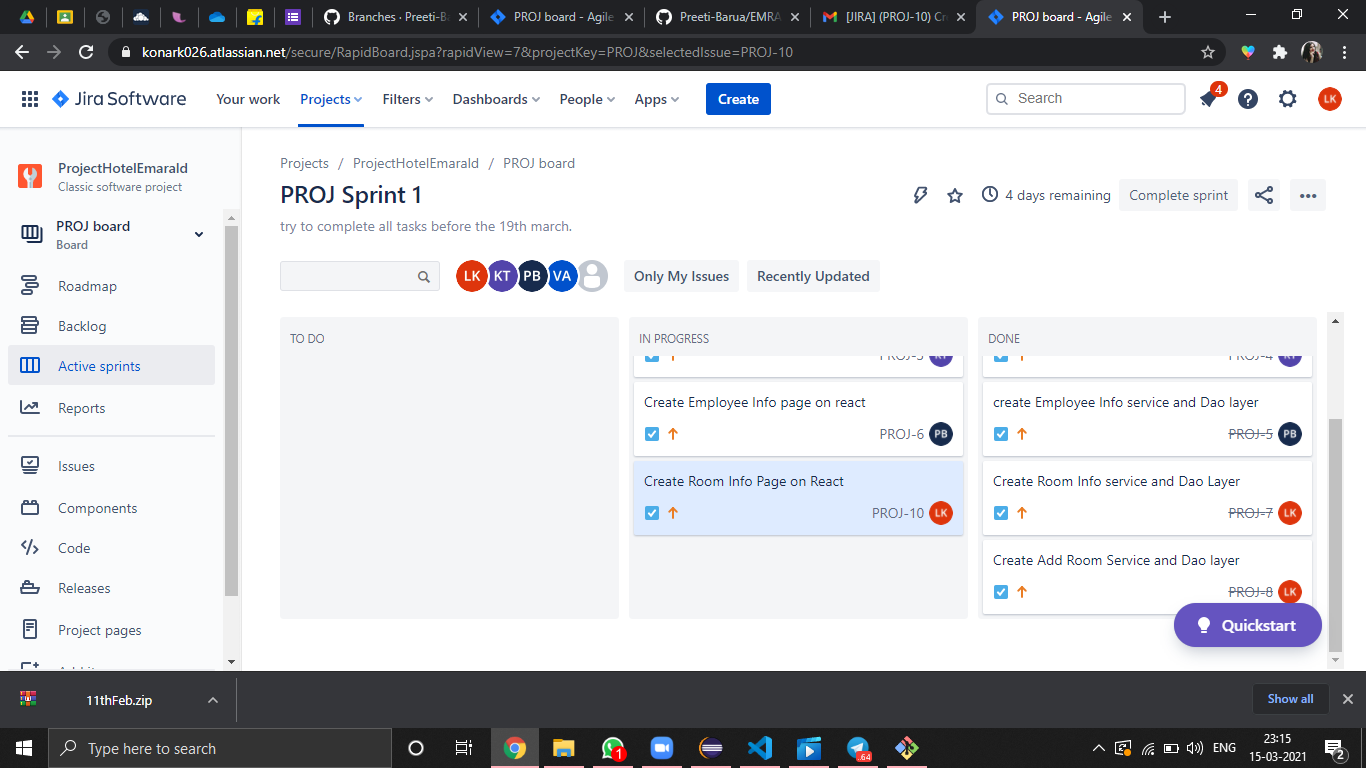 Branches · Preeti-B
PROJ board - Agile
Preeti-Barua/EMRA
[JIRA] (PROJ-10) Cr
PROJ board - Agile
konark026.atlassian.net/secure/RapidBoard.jspa?rapidView=7&projectKey=PROJ&selectedIssue=PROJ-10
Jira Software
Your work
Projects
Filters
Dashboards
People
Apps
Create
Search
4
LK
ProjectHotelEmarald
Classic software project
PROJ board
Board
Roadmap
Backlog
Active sprints
Reports
Issues
Components
Code
Releases
Project pages
Projects / ProjectHotelEmarald / PROJ board
PROJ Sprint 1
4 days remaining
Complete sprint
try to complete all tasks before the 19th march.
LK KT PB VA
Only My Issues
Recently Updated
TO DO
IN PROGRESS
PROJ-3 KT
Create Employee Info page on react
PROJ-6 PB
Create Room Info Page on React
PROJ-10 LK
DONE
PROJ-4 KT
create Employee Info service and Dao layer
PROJ-5 PB
Create Room Info service and Dao Layer
PROJ-7 LK
Create Add Room Service and Dao layer
PROJ-8 LK
Quickstart
11thFeb.zip
Show all
Type here to search
1
.64
ENG
23:15
15-03-2021
2